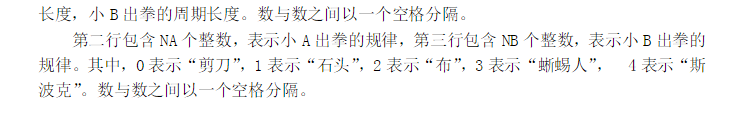 长度，小 B 出拳的周期长度。数与数之间以一个空格分隔。
第二行包含 NA 个整数，表示小 A 出拳的规律，第三行包含 NB 个整数，表示小 B 出拳的
规律。其中，0 表示“剪刀”，1 表示“石头”，2 表示“布”，3 表示“蜥蜴人”， 4 表示“斯
波克”。数与数之间以一个空格分隔。